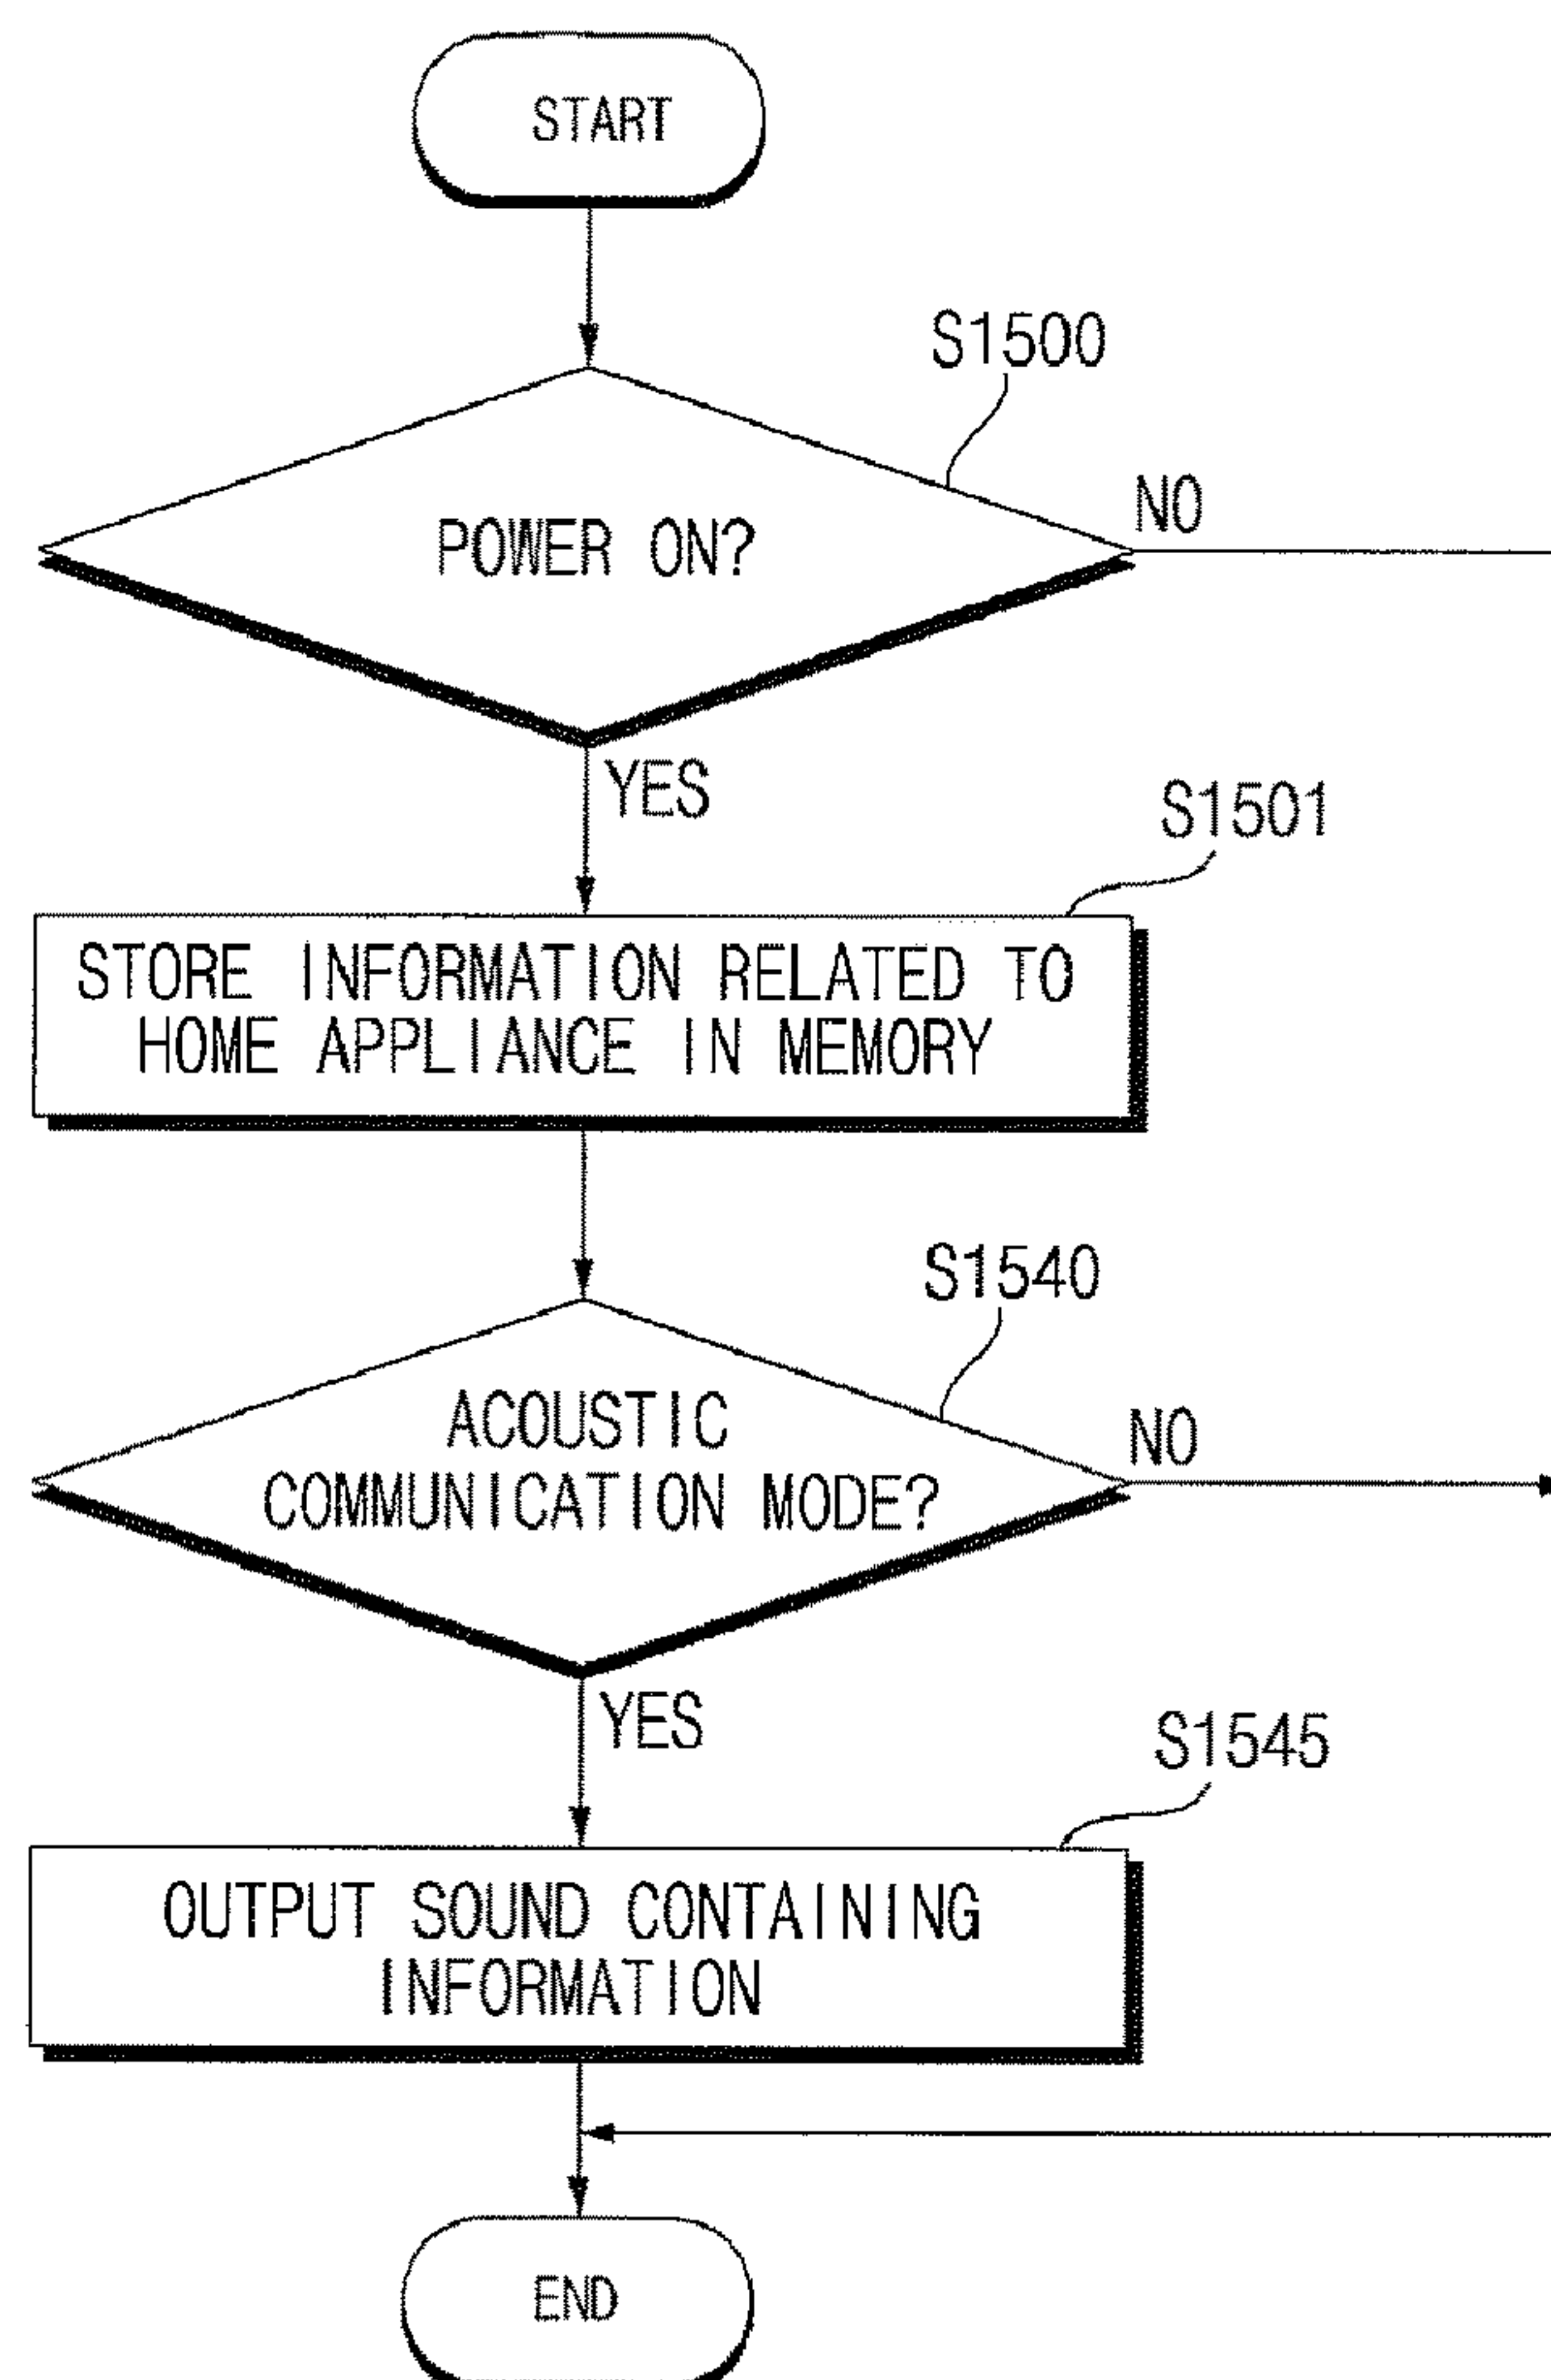 START
S1500
POWER ON?
NO
YES
S1501
STORE INFORMATION RELATED TO
HOME APPLIANCE IN MEMORY
S1540
ACOUSTIC
COMMUNICATION MODE?
NO
YES
S1545
OUTPUT SOUND CONTAINING
INFORMATION
END